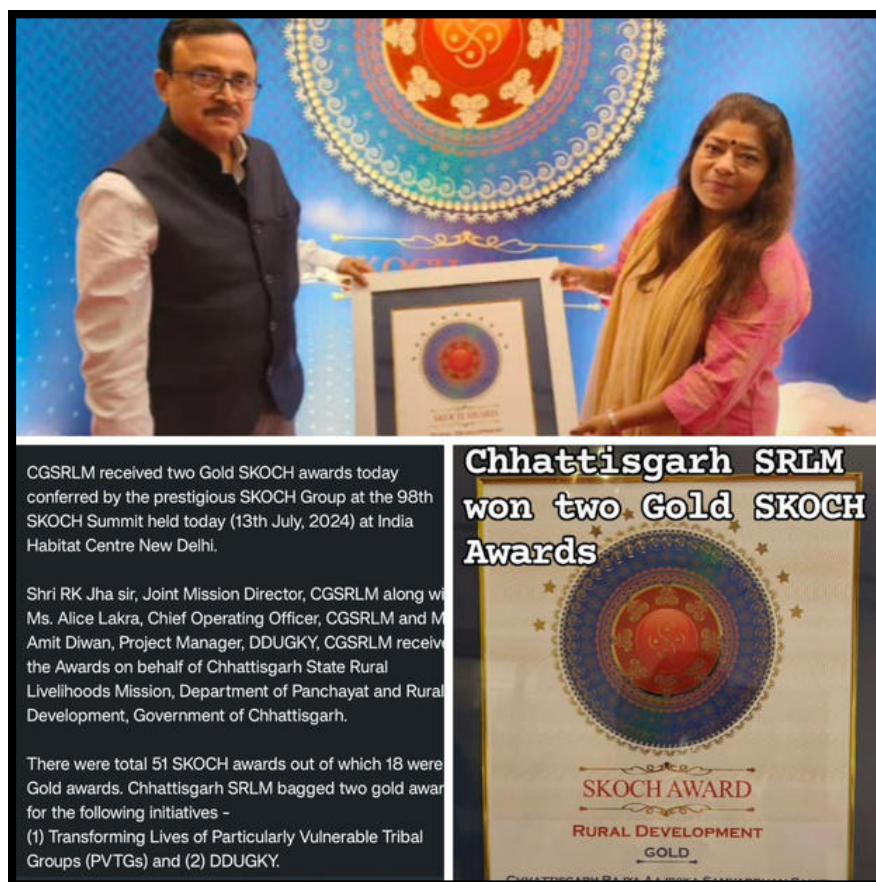 SKOCH AWARD
CGSRLM received two Gold SKOCH awards today
conferred by the prestigious SKOCH Group at the 98th
SKOCH Summit held today (13th July, 2024) at India
Habitat Centre New Delhi.
Shri RK Jha sir, Joint Mission Director, CGSRLM along wi
Ms. Alice Lakra, Chief Operating Officer, CGSRLM and M
Amit Diwan, Project Manager, DDUGKY, CGSRLM receive
the Awards on behalf of Chhattisgarh State Rural
Livelihoods Mission, Department of Panchayat and Rural
Development, Government of Chhattisgarh.
There were total 51 SKOCH awards out of which 18 were
Gold awards. Chhattisgarh SRLM bagged two gold awar
for the following initiatives -
(1) Transforming Lives of Particularly Vulnerable Tribal
Groups (PVTGs) and (2) DDUGKY.
Chhattisgarh SRLM
won two Gold SKOCH
Awards
SKOCH AWARD
RURAL DEVELOPMENT
GOLD